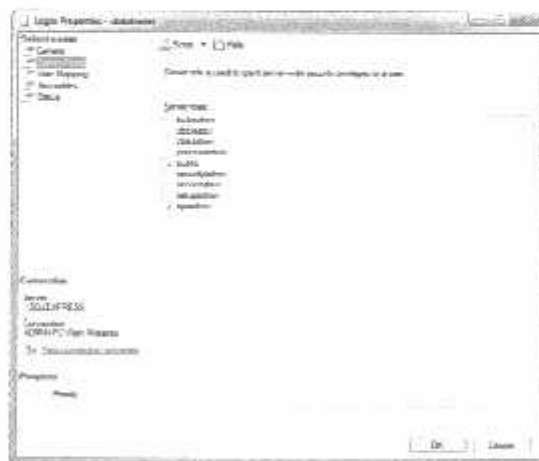 Login Properties -
Select a page
General
User Mapping
Securables
Status
Script Help
Server role is used to grant server-wide security privileges to a user.
Server roles:
bulkadmin
dbcreator
diskadmin
processadmin
public
securityadmin
serveradmin
setupadmin
sysadmin
Connection
Server:
.\SQLEXPRESS
Connection:
View connection properties
Progress
Ready
OK Cancel